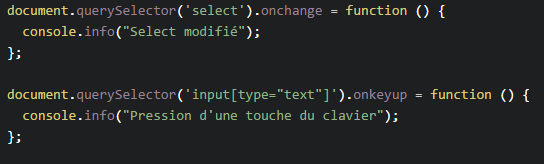 document.querySelector('select').onchange = function () {
  console.info("Select modifié");
};

document.querySelector('input[type="text"]').onkeyup = function () {
  console.info("Pression d'une touche du clavier");
};